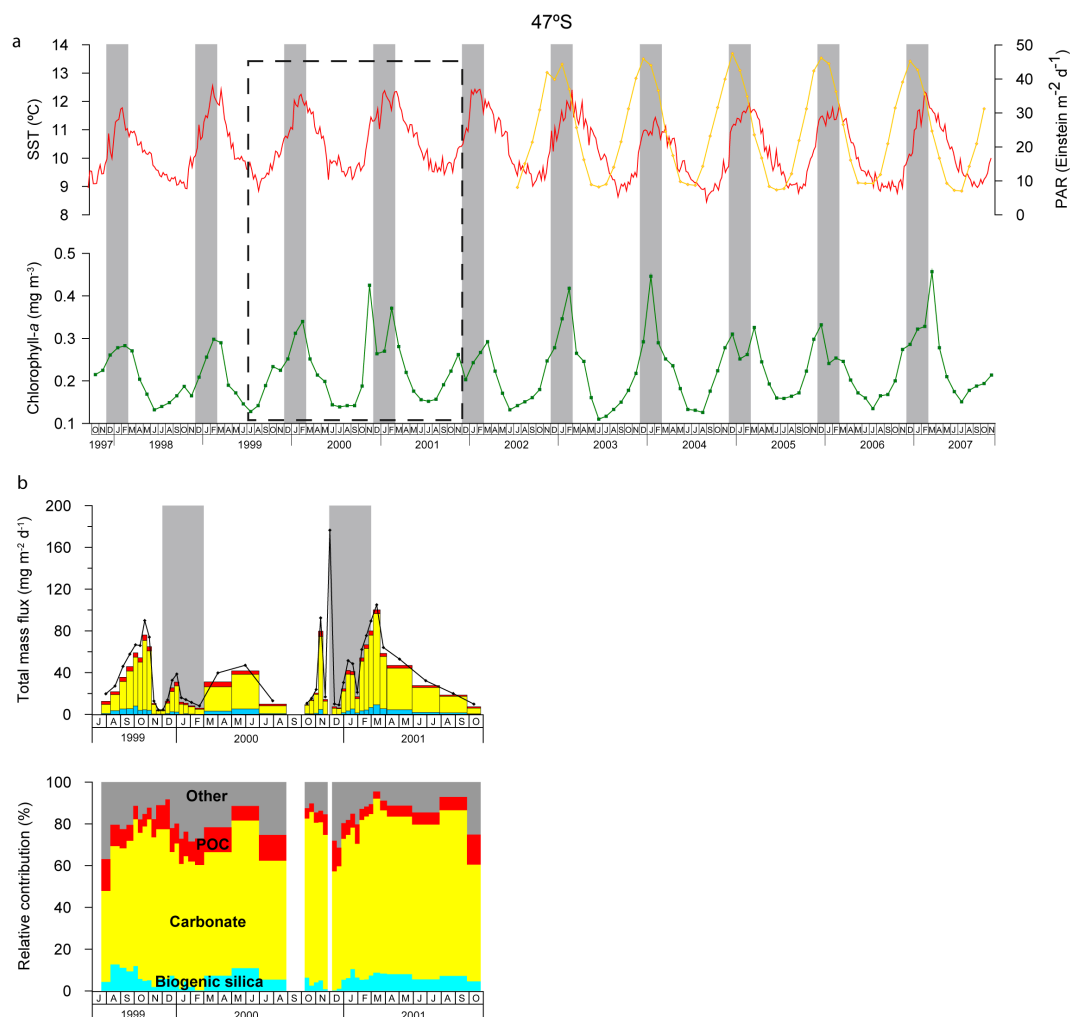 47ºS
a
14
13
12
11
10
9
8
SST (ºC)
50
40
30
20
10
0
PAR (Einstein m-2 d-1)
0.5
0.4
0.3
0.2
0.1
Chlorophyll-a (mg m-3)
O N D J F M A M J J A S O N D J F M A M J J A S O N D J F M A M J J A S O N D J F M A M J J A S O N D J F M A M J J A S O N D J F M A M J J A S O N D J F M A M J J A S O N D J F M A M J J A S O N D J F M A M J J A S O N D J F M A M J J A S O N
1997 1998 1999 2000 2001 2002 2003 2004 2005 2006 2007
b
200
160
120
80
40
0
Total mass flux (mg m-2 d-1)
J A S O N D J F M A M J J A S O N D J F M A M J J A S O
1999 2000 2001
100
80
60
40
20
0
Relative contribution (%)
Other
POC
Carbonate
Biogenic silica
J A S O N D J F M A M J J A S O N D J F M A M J J A S O
1999 2000 2001